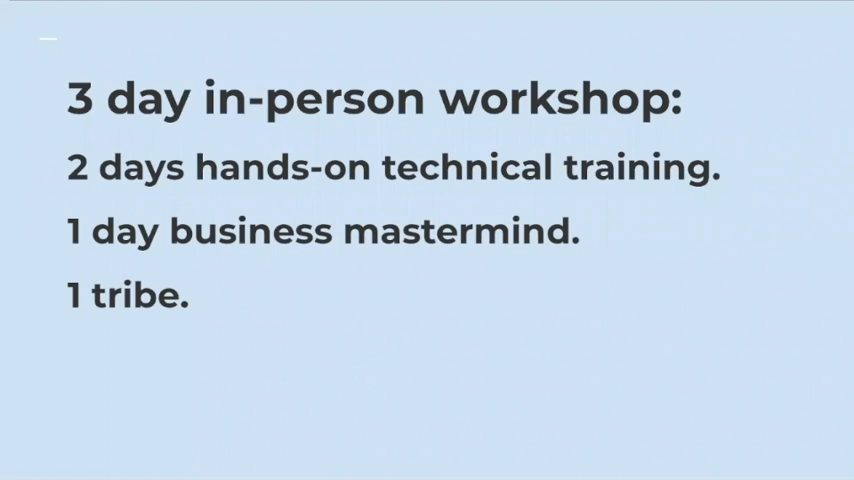 3 day in-person workshop:
2 days hands-on technical training.
1 day business mastermind.
1 tribe.